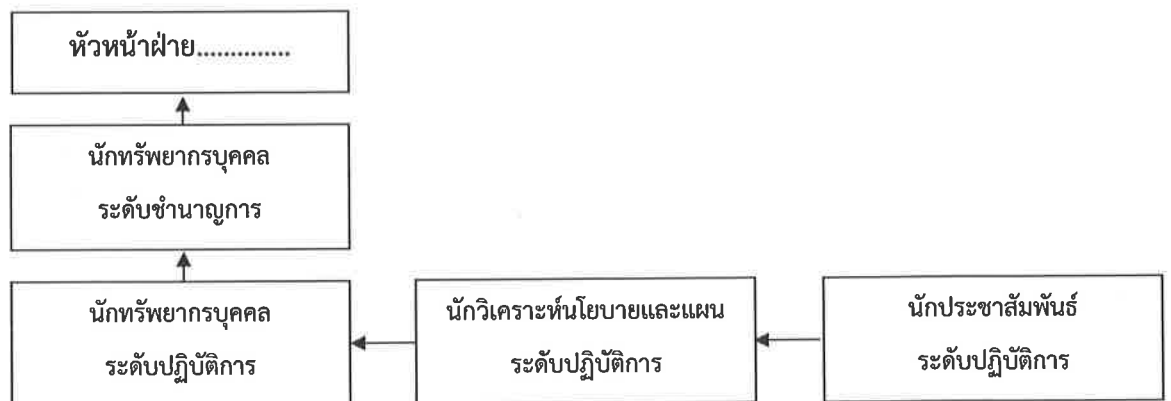 หัวหน้าฝ่าย..............
นักทรัพยากรบุคคล
ระดับชำนาญการ
นักทรัพยากรบุคคล
ระดับปฏิบัติการ
นักวิเคราะห์นโยบายและแผน
ระดับปฏิบัติการ
นักประชาสัมพันธ์
ระดับปฏิบัติการ